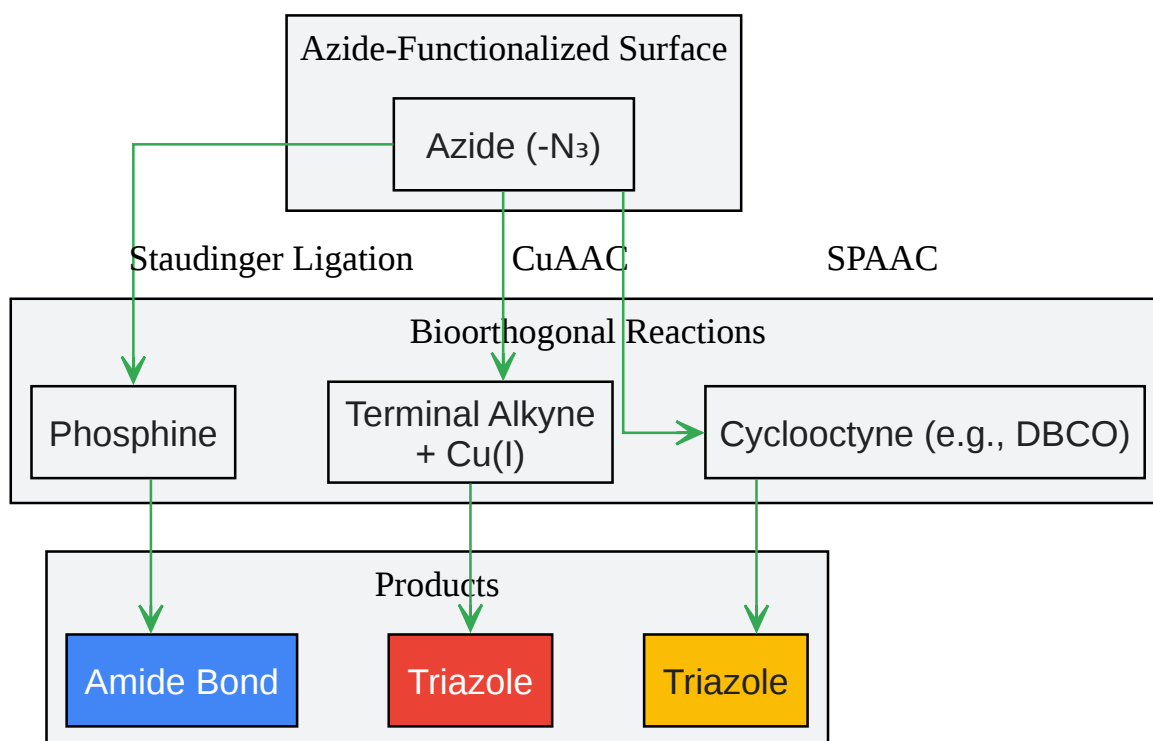 Azide-Functionalized Surface
Azide (-N₃)
Staudinger Ligation
CuAAC
SPAAC
Bioorthogonal Reactions
Phosphine
Terminal Alkyne
+ Cu(I)
Cyclooctyne (e.g., DBCO)
Products
Amide Bond
Triazole
Triazole